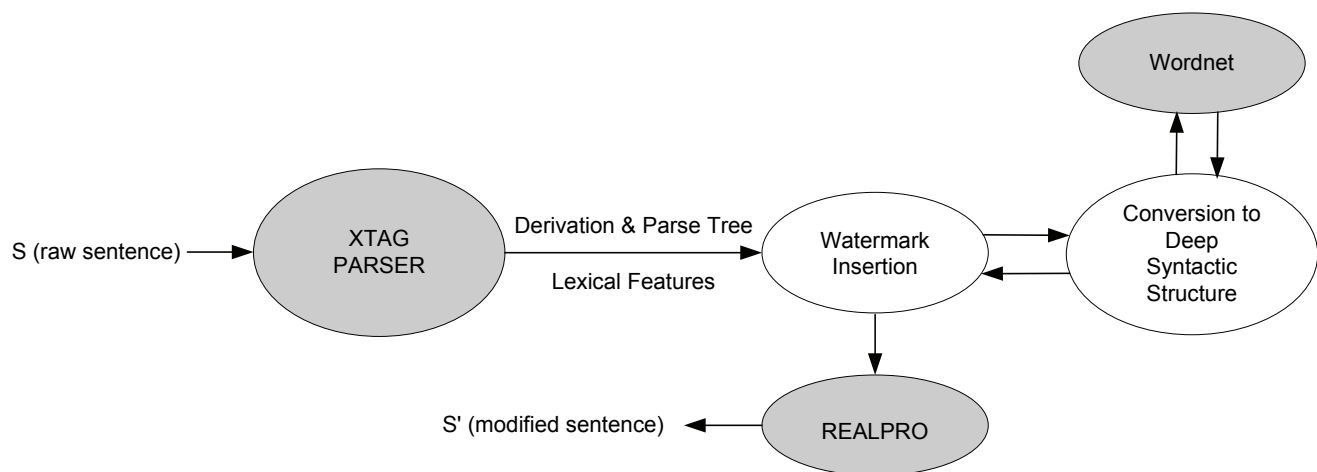 Wordnet
S (raw sentence)
XTAG
PARSER
Derivation & Parse Tree
Lexical Features
Watermark
Insertion
Conversion to
Deep
Syntactic
Structure
S' (modified sentence)
REALPRO